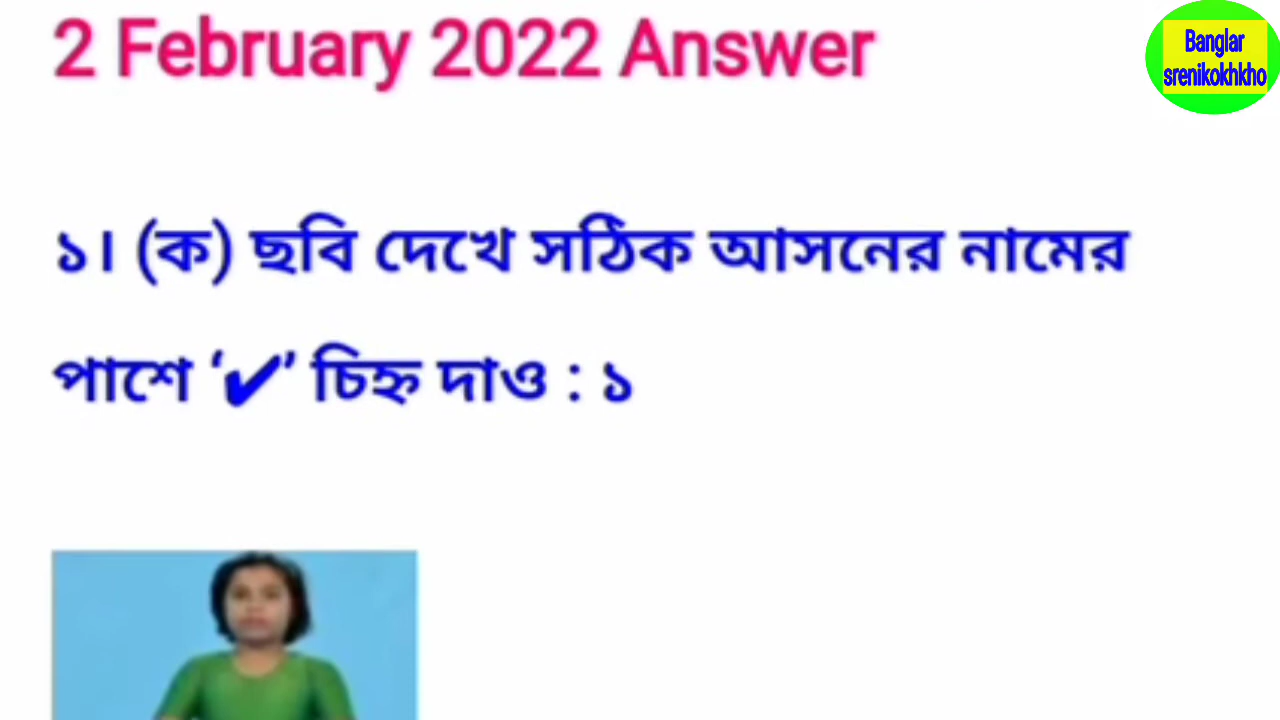 2 February 2022 Answer
Banglar
srenikokhkho
১। (ক) ছবি দেখে সঠিক আসনের নামের
পাশে ‘✔’ চিহ্ন দাও : ১